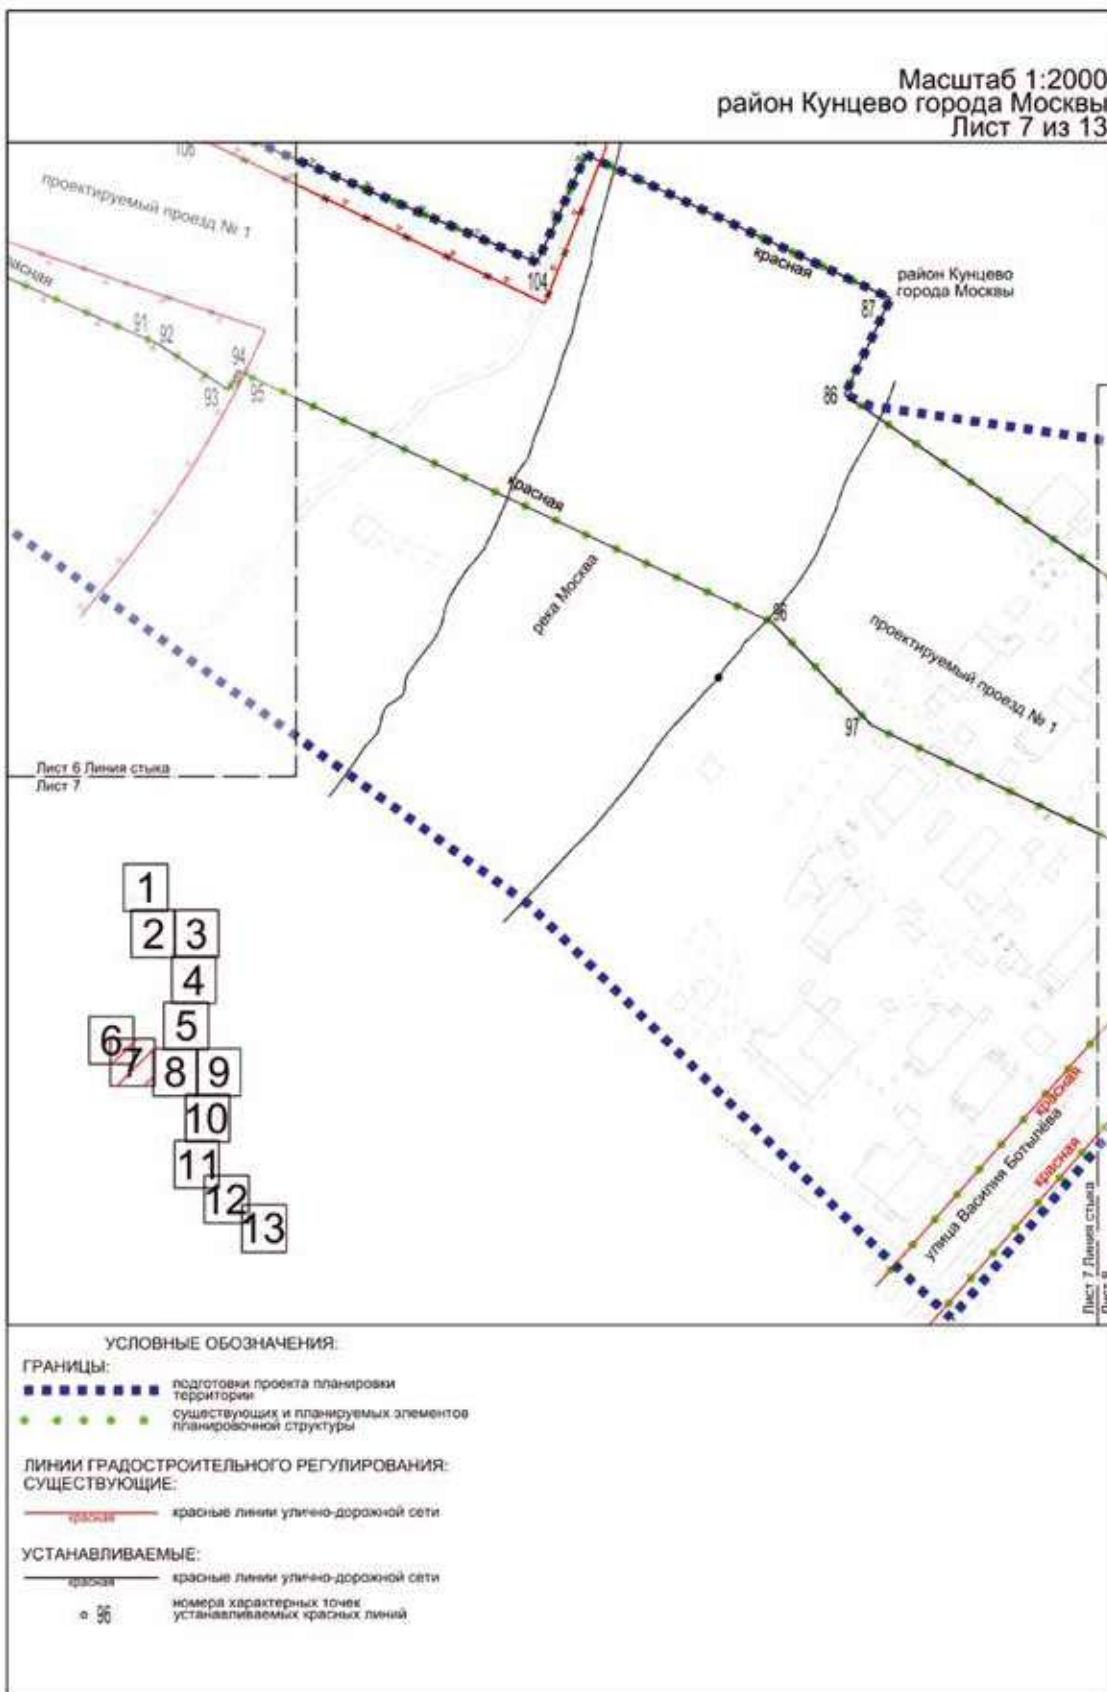 Масштаб 1:2000
район Кунцево города Москвы
Лист 7 из 13
проектируемый проезд № 1
104
красная
район Кунцево
города Москвы
87
86
91
92
93
94
95
красная
река Москва
96
97
проектируемый проезд № 1
Лист 6 Линия стыка
Лист 7
1
2
3
4
5
6
7
8
9
10
11
12
13
красная
улица Василия Ботылёва
красная
Лист 7 Линия стыка
УСЛОВНЫЕ ОБОЗНАЧЕНИЯ:
ГРАНИЦЫ:
подготовки проекта планировки
территории
существующих и планируемых элементов
планировочной структуры
ЛИНИИ ГРАДОСТРОИТЕЛЬНОГО РЕГУЛИРОВАНИЯ:
СУЩЕСТВУЮЩИЕ:
красная
красные линии улично-дорожной сети
УСТАНАВЛИВАЕМЫЕ:
красная
красные линии улично-дорожной сети
96
номера характерных точек
устанавливаемых красных линий